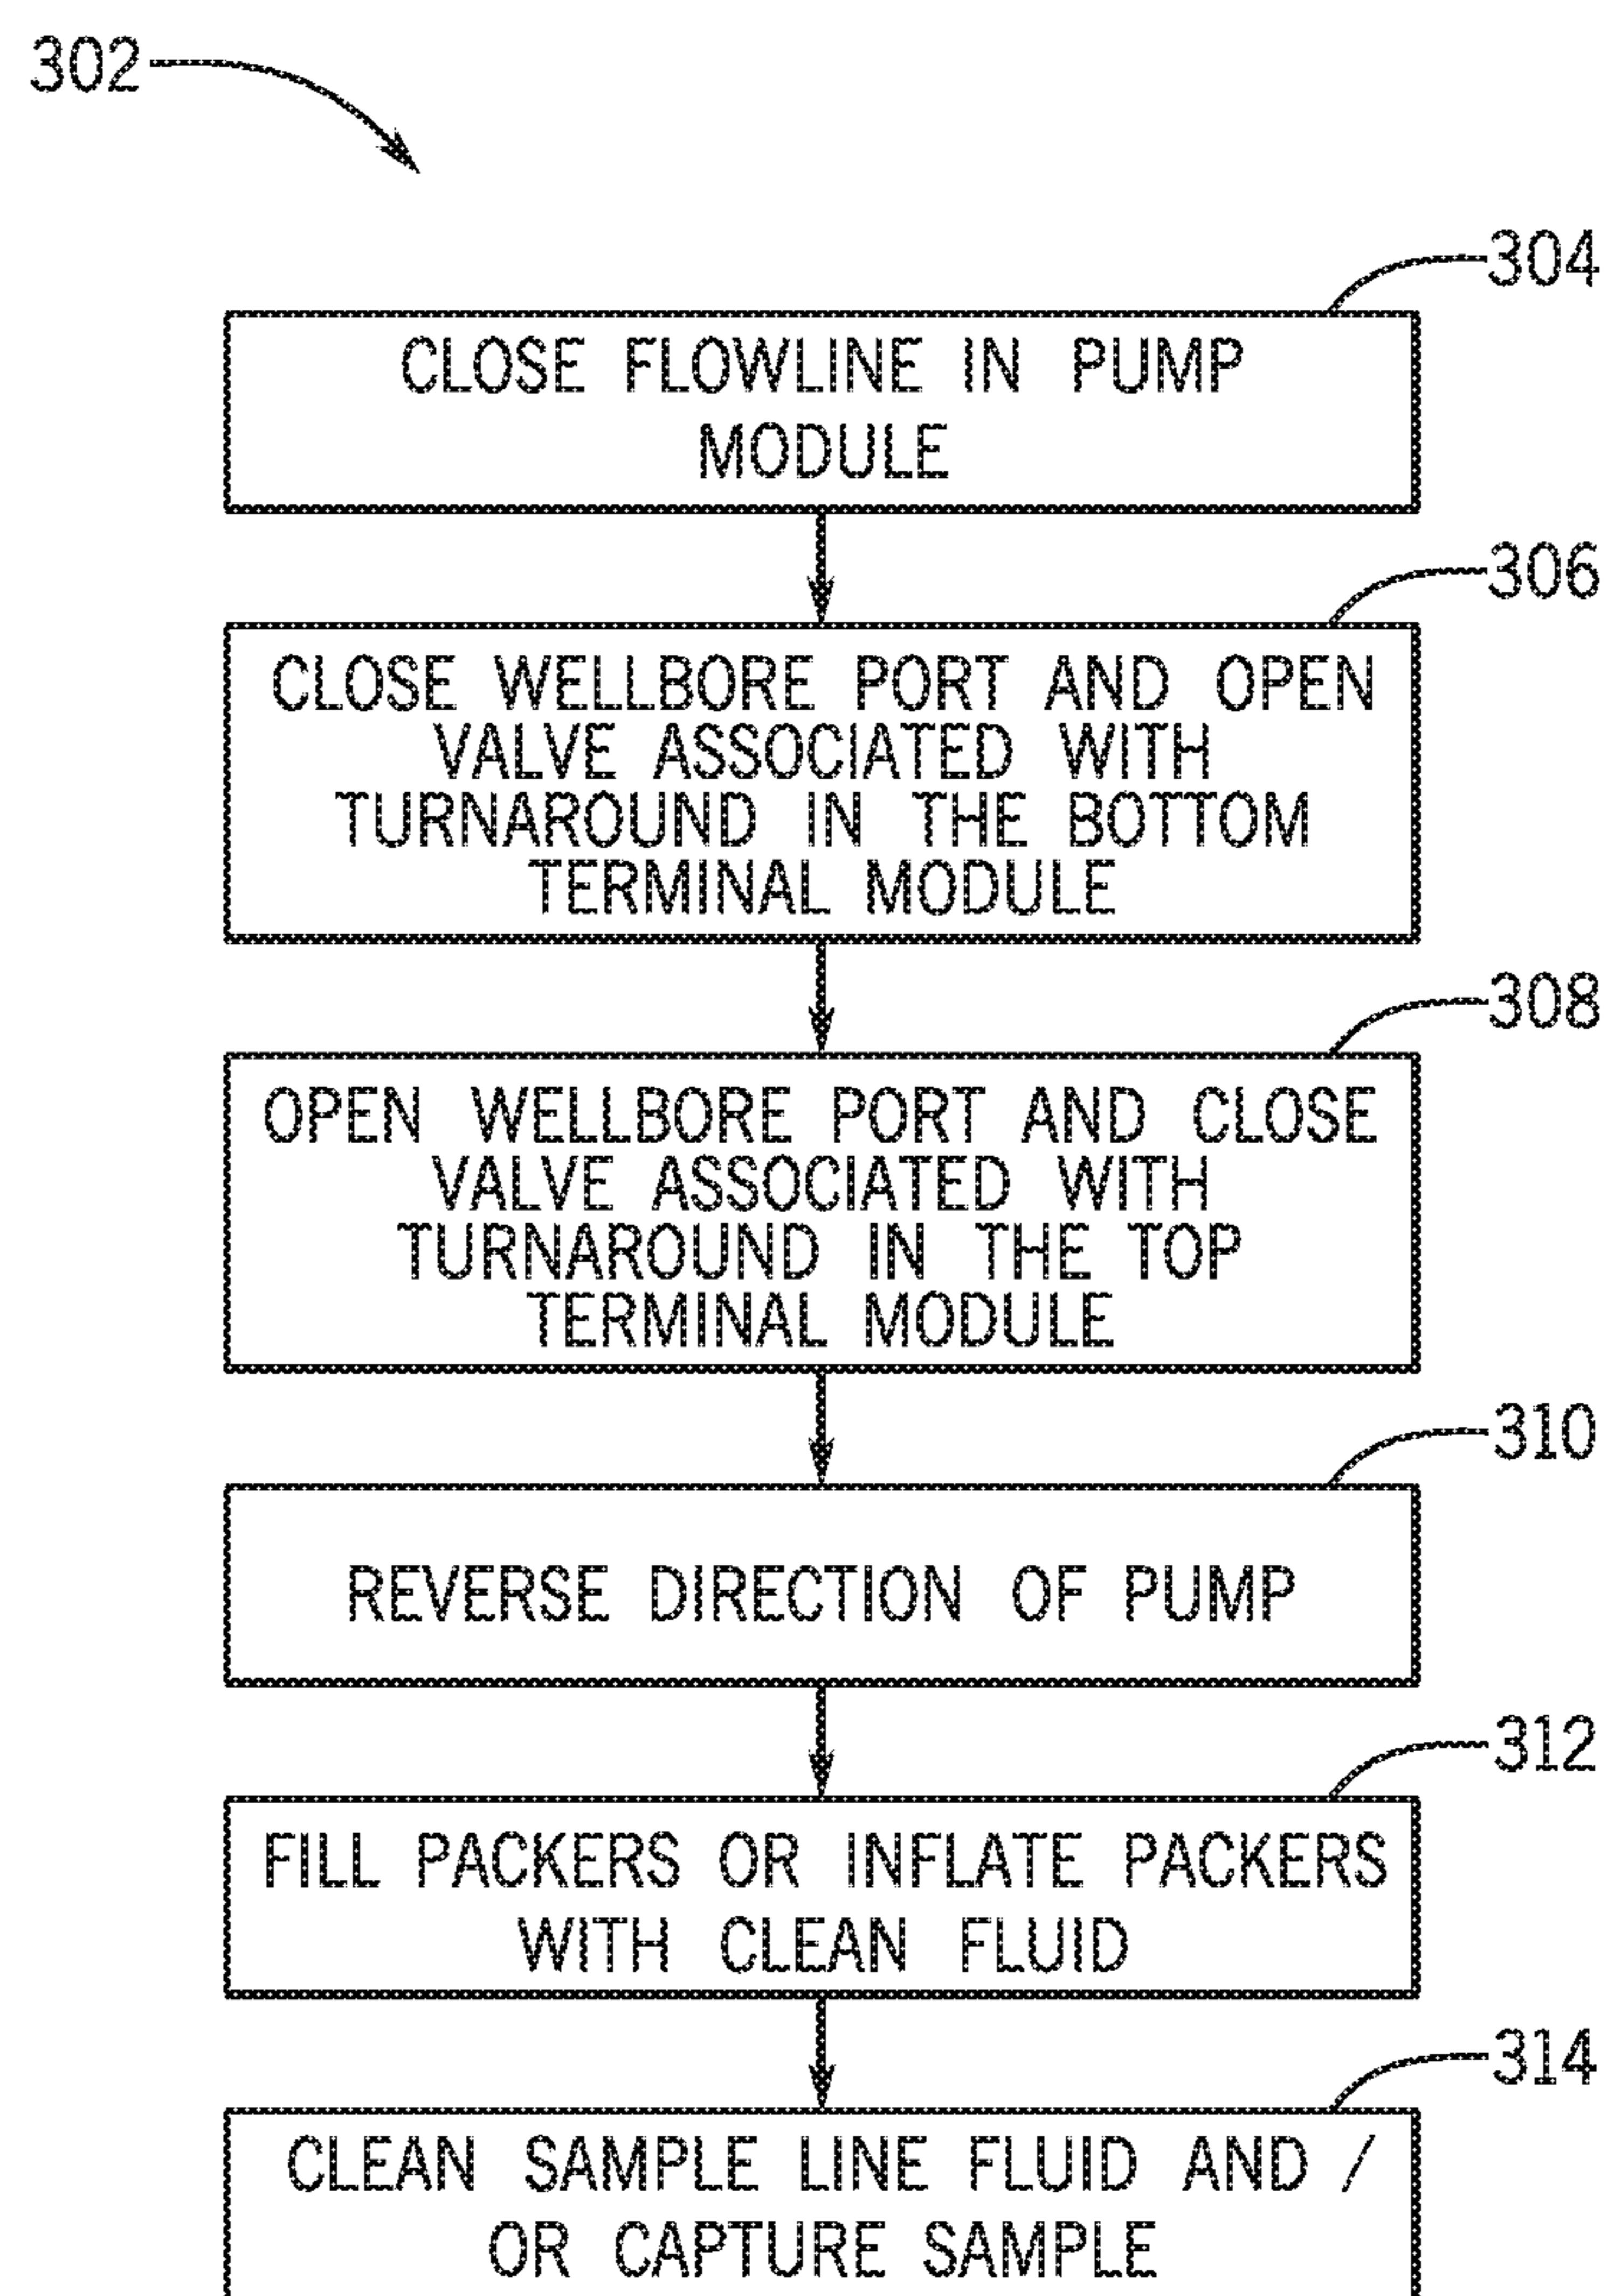 302
304
CLOSE FLOWLINE IN PUMP
MODULE
306
CLOSE WELLBORE PORT AND OPEN
VALVE ASSOCIATED WITH
TURNAROUND IN THE BOTTOM
TERMINAL MODULE
308
OPEN WELLBORE PORT AND CLOSE
VALVE ASSOCIATED WITH
TURNAROUND IN THE TOP
TERMINAL MODULE
310
REVERSE DIRECTION OF PUMP
312
FILL PACKERS OR INFLATE PACKERS
WITH CLEAN FLUID
314
CLEAN SAMPLE LINE FLUID AND /
OR CAPTURE SAMPLE